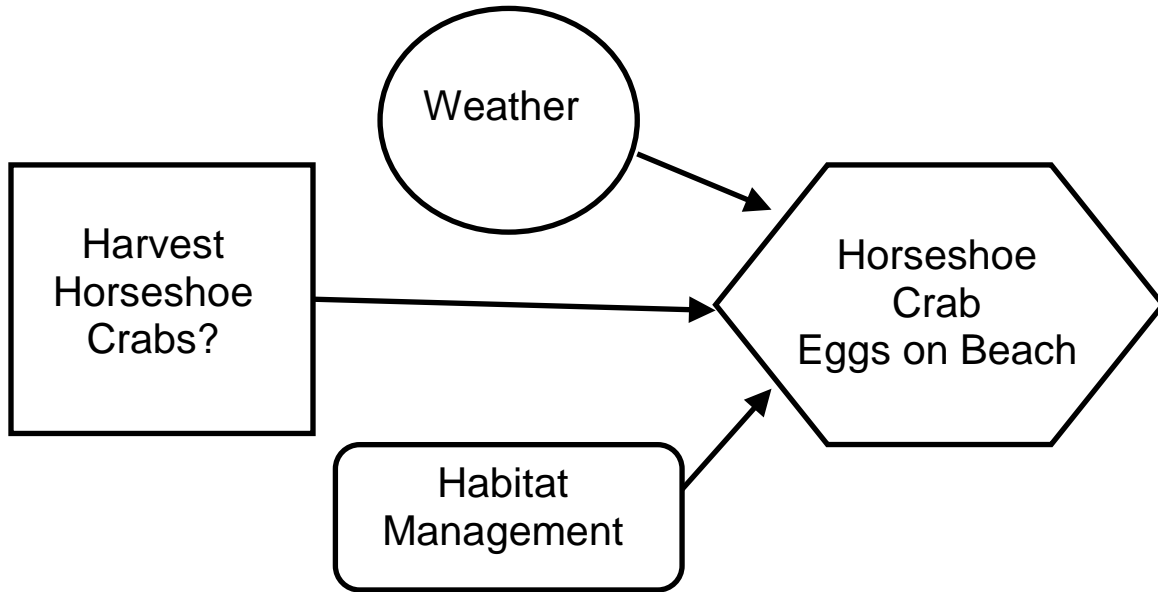 Weather
Harvest
Horseshoe
Crabs?
Horseshoe
Crab
Eggs on Beach
Habitat
Management